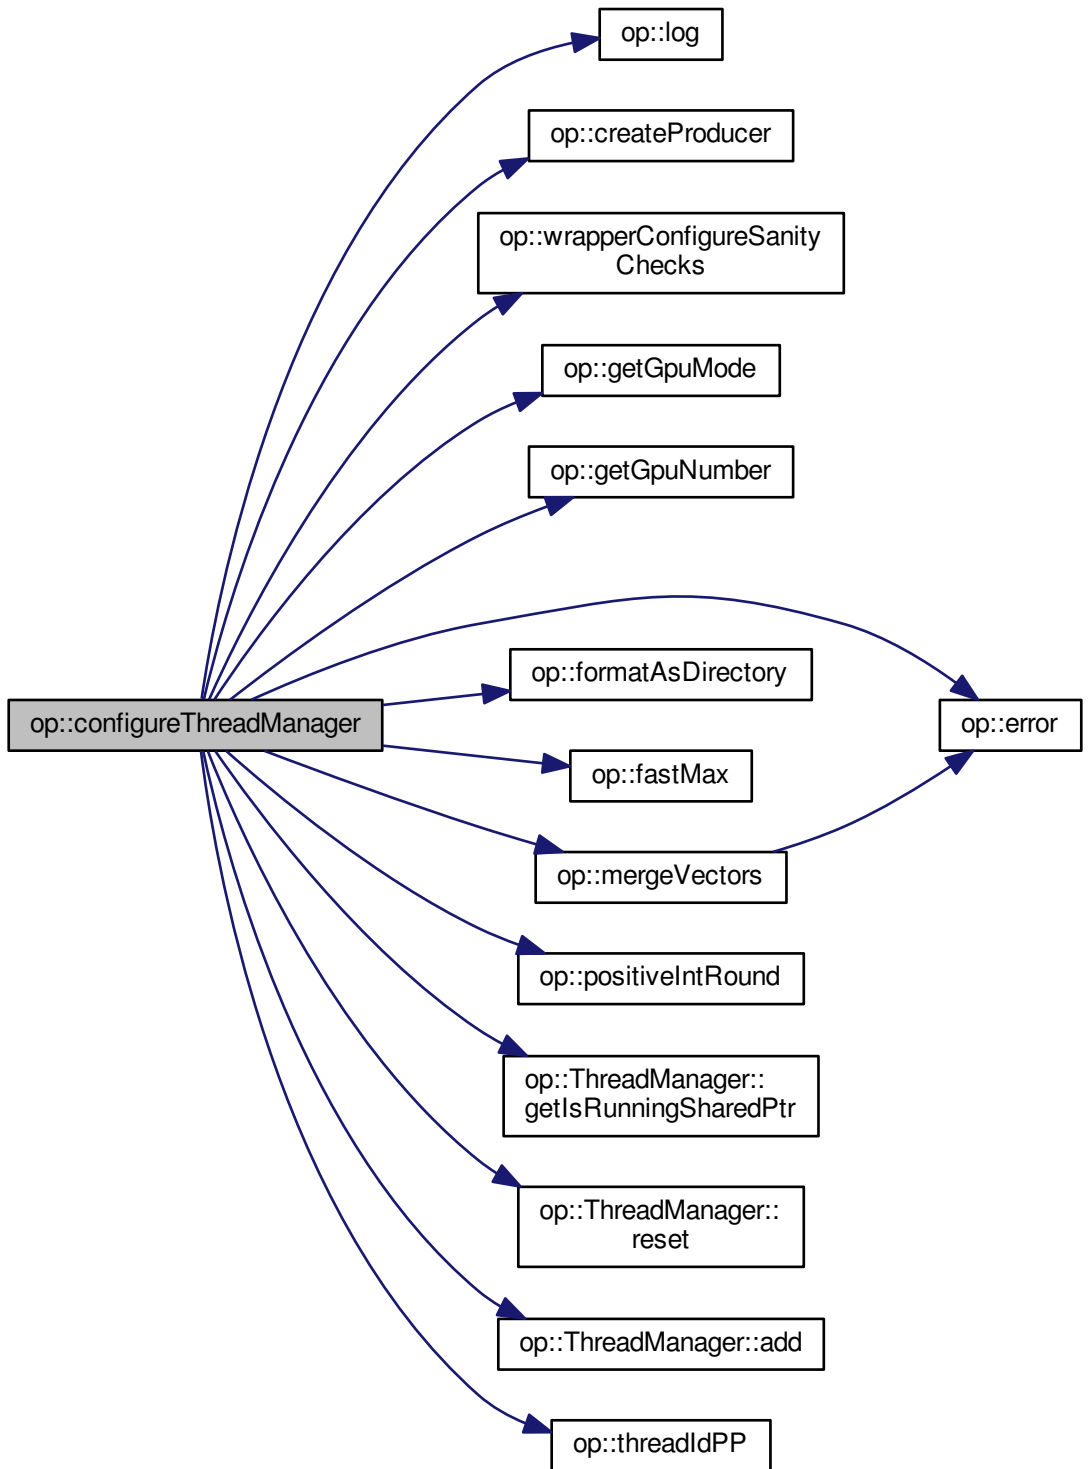 op::log
op::createProducer
op::wrapperConfigureSanity
Checks
op::getGpuMode
op::getGpuNumber
op::formatAsDirectory
op::configureThreadManager
op::error
op::fastMax
op::mergeVectors
op::positiveIntRound
op::ThreadManager::
getIsRunningSharedPtr
op::ThreadManager::
reset
op::ThreadManager::add
op::threadIdPP